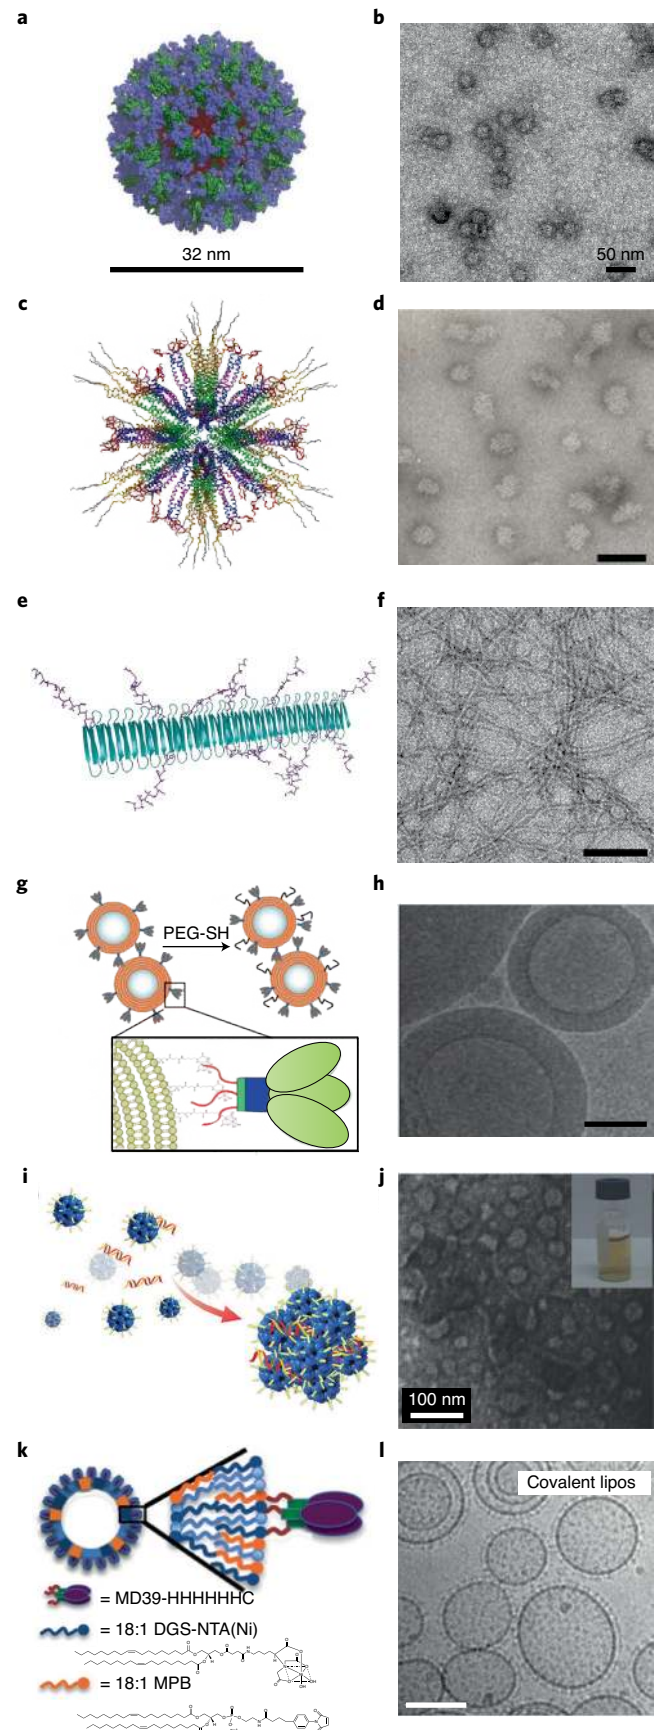 a
b
32 nm
50 nm
c
d
e
f
g
h
PEG-SH
i
j
100 nm
k
l
Covalent lipos
= MD39-HHHHHHC
= 18:1 DGS-NTA(Ni)
= 18:1 MPB